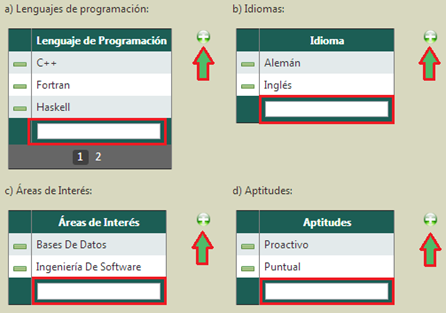 a) Lenguajes de programación:
Lenguaje de Programación
C++
Fortran
Haskell
1 2
b) Idiomas:
Idioma
Alemán
Inglés
c) Áreas de Interés:
Áreas de Interés
Bases De Datos
Ingeniería De Software
d) Aptitudes:
Aptitudes
Proactivo
Puntual